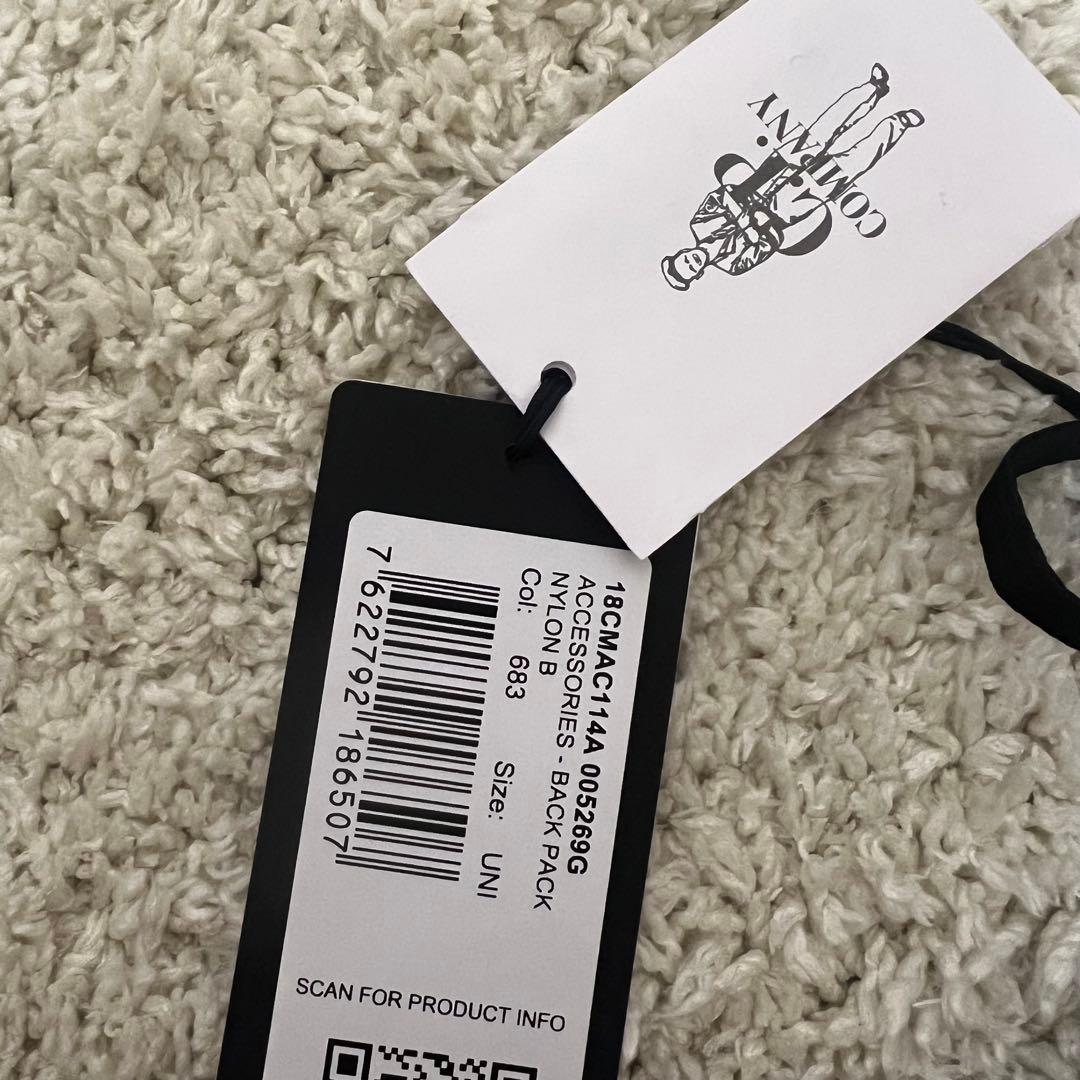 C.P.
COMPANY
18CMAC114A 005269G
ACCESSORIES - BACK PACK
NYLON B
Col: 683 Size: UNI
7 622792 186507
SCAN FOR PRODUCT INFO